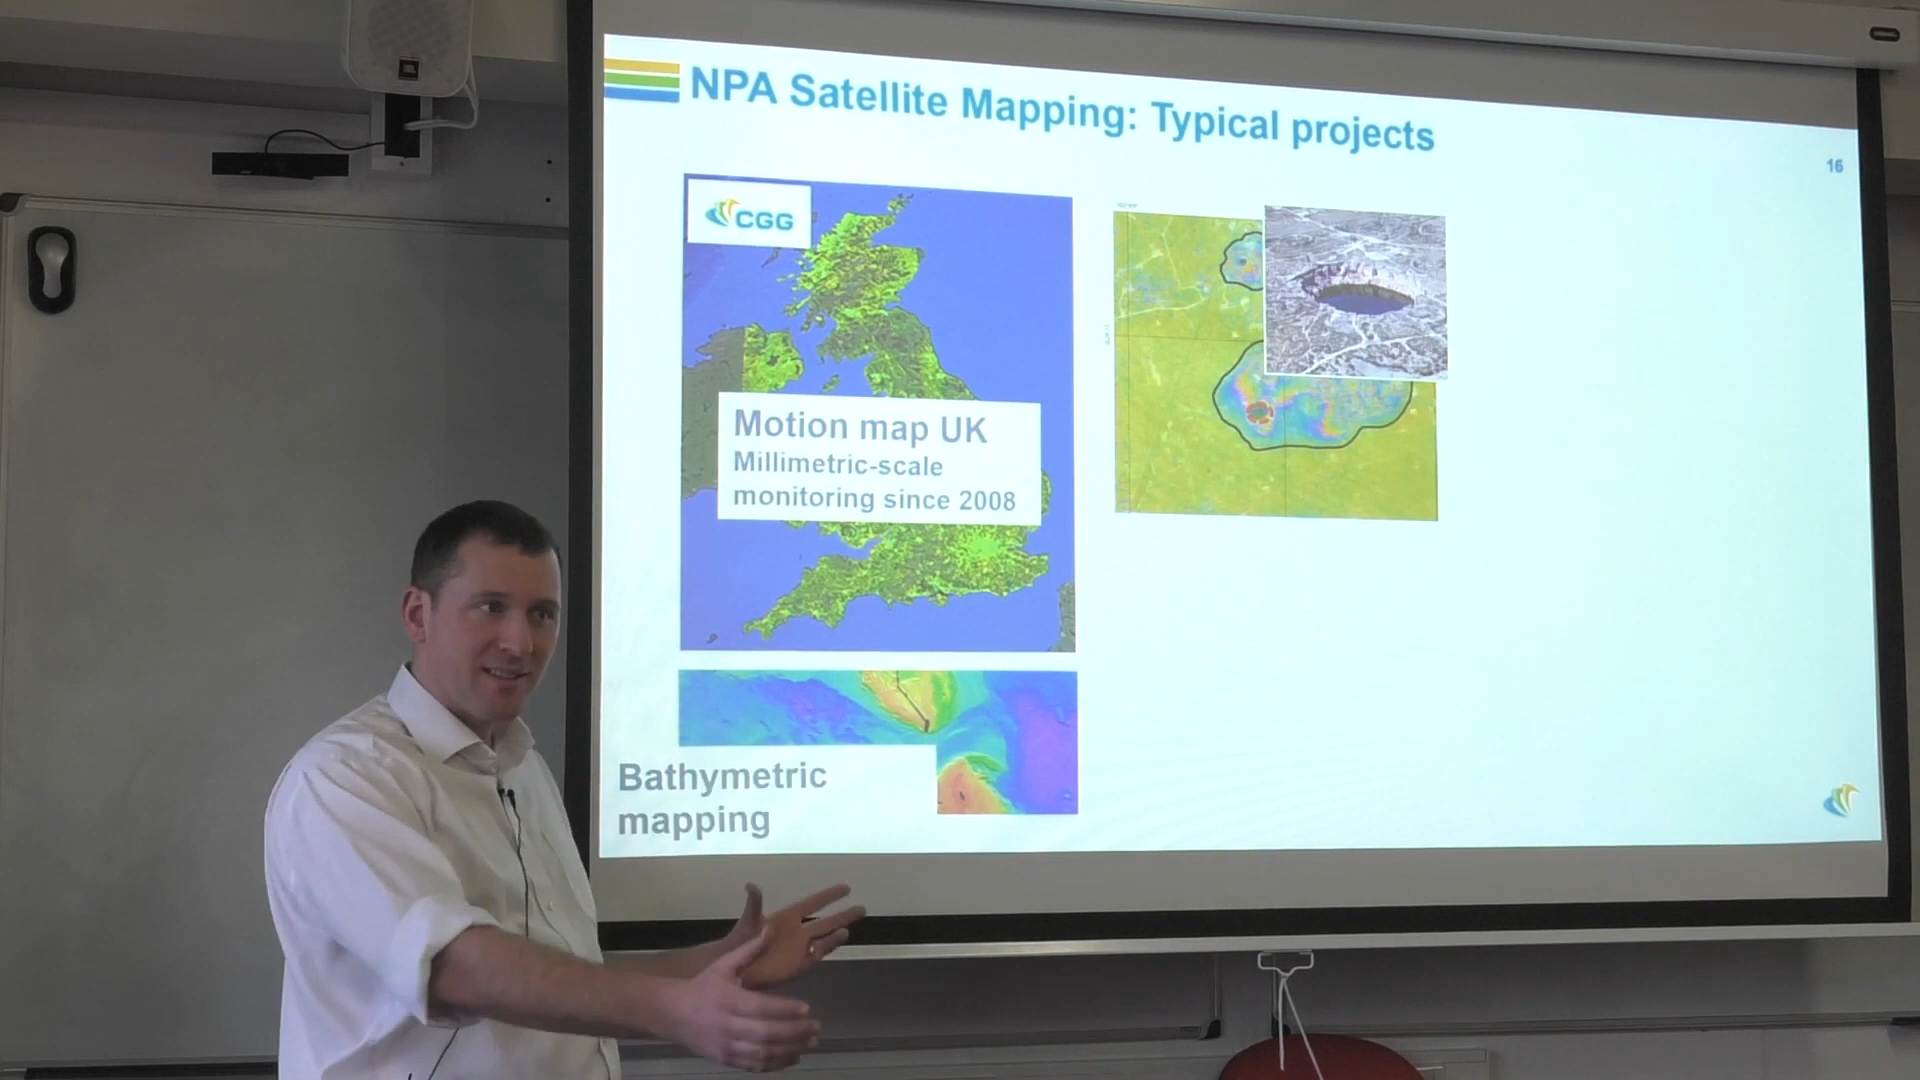 NPA Satellite Mapping: Typical projects
16
CGG
Motion map UK
Millimetric-scale
monitoring since 2008
Bathymetric
mapping